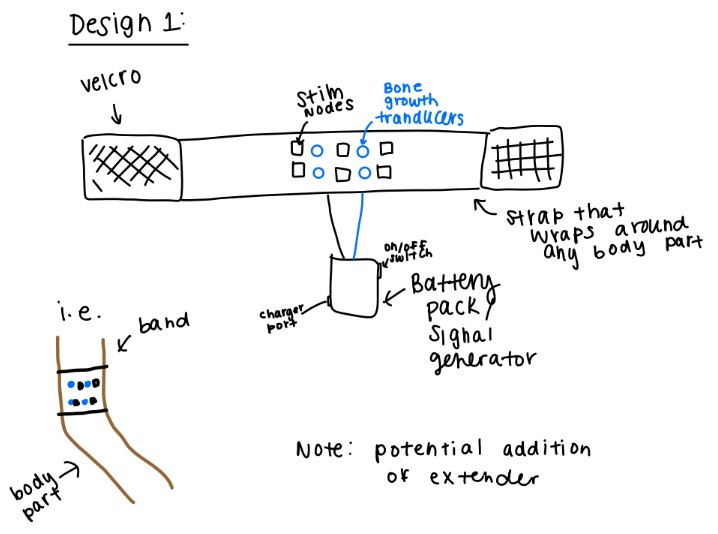 Design 1:
velcro
Stim
Nodes
Bone
growth
tranducers
strap that
wraps around
any body part
on/off
switch
charger
port
Battery
pack/
signal
generator
i.e.
band
body
part
Note: potential addition
of extender